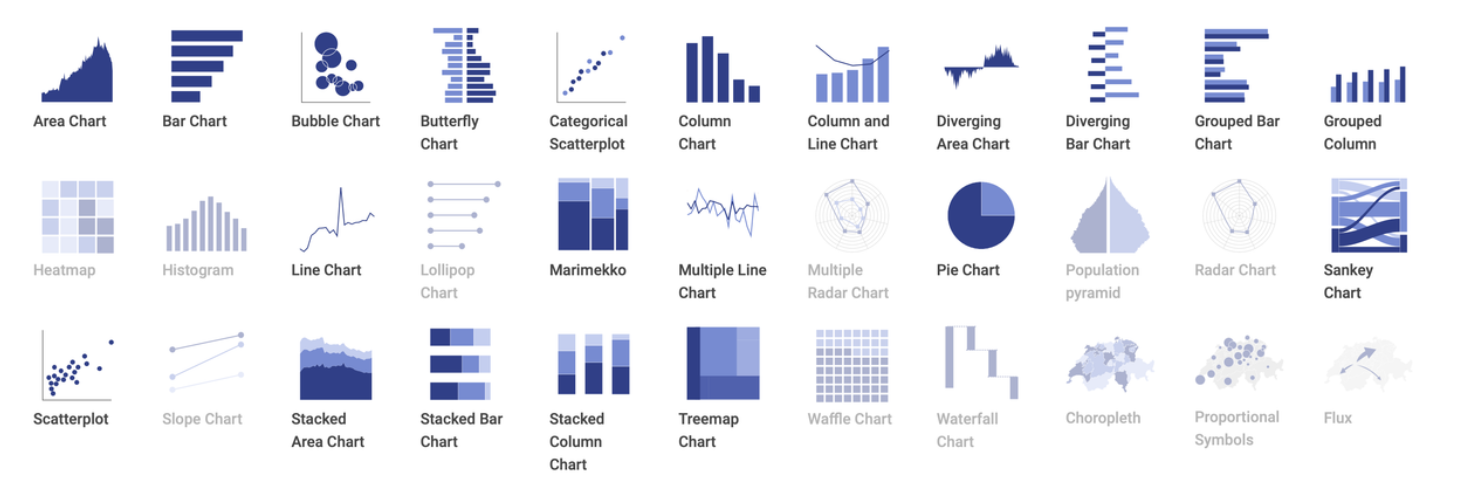 Area Chart
Bar Chart
Bubble Chart
Butterfly
Chart
Categorical
Scatterplot
Column
Chart
Column and
Line Chart
Diverging
Area Chart
Diverging
Bar Chart
Grouped Bar
Chart
Grouped
Column
Heatmap
Histogram
Line Chart
Lollipop
Chart
Marimekko
Multiple Line
Chart
Multiple
Radar Chart
Pie Chart
Population
pyramid
Radar Chart
Sankey
Chart
Scatterplot
Slope Chart
Stacked
Area Chart
Stacked Bar
Chart
Stacked
Column
Chart
Treemap
Chart
Waffle Chart
Waterfall
Chart
Choropleth
Proportional
Symbols
Flux